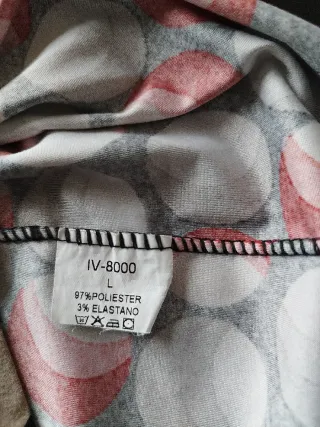 IV-8000
L
97%POLIESTER
3% ELASTANO